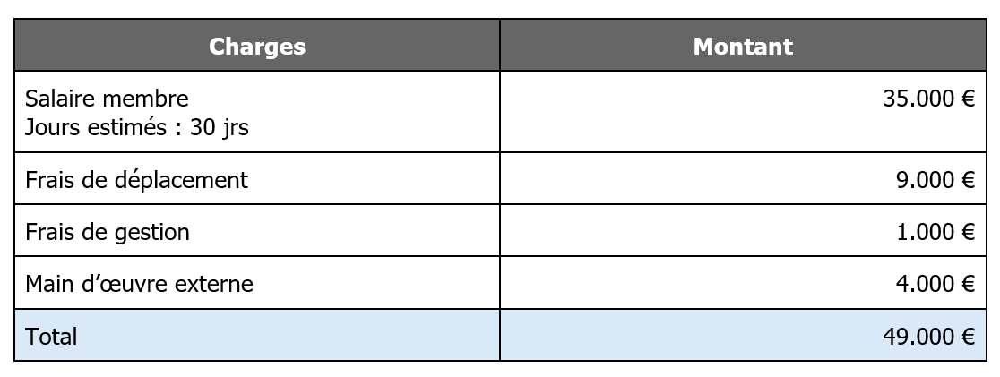 Charges Montant
Salaire membre 35.000 €
Jours estimés : 30 jrs
Frais de déplacement 9.000 €
Frais de gestion 1.000 €
Main d’œuvre externe 4.000 €
Total 49.000 €